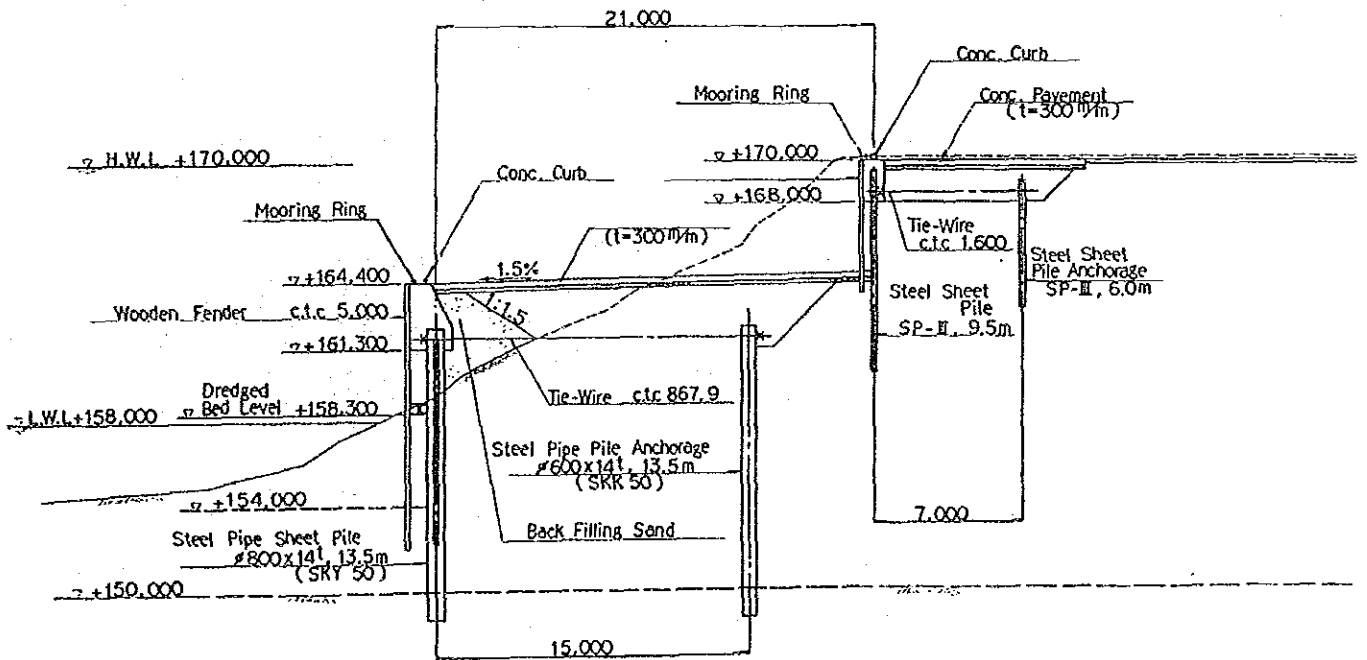 21,000
Conc. Curb
Mooring Ring
Conc. Pavement
(t=300 m/m)
H.W.L +170,000
+170,000
Conc. Curb
+168,000
Mooring Ring
Tie-Wire
c.t.c 1.600
(t=300 m/m)
Steel Sheet
Pile Anchorage
SP-Ⅲ, 6.0m
+164,400
1.5%
1:1.5
Steel Sheet
Pile
SP-Ⅲ, 9.5m
Wooden Fender c.t.c 5,000
+161,300
Dredged
Bed Level +158,300
Tie-Wire c.t.c 867.9
L.W.L+158,000
Steel Pipe Pile Anchorage
ø600x14t, 13.5m
(SKK 50)
+154,000
7,000
Back Filling Sand
Steel Pipe Sheet Pile
ø800x14t, 13.5m
(SKY 50)
+150,000
15,000